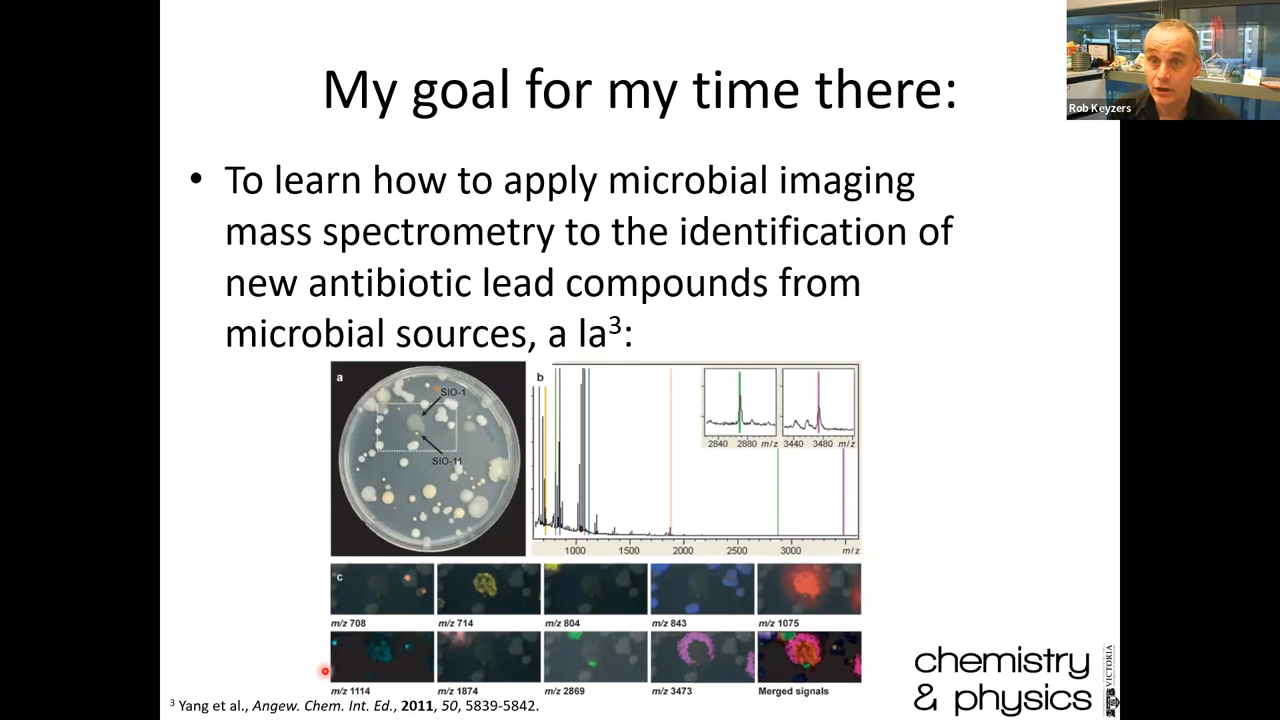 My goal for my time there:
Rob Keyzers
• To learn how to apply microbial imaging
mass spectrometry to the identification of
new antibiotic lead compounds from
microbial sources, a la³:
a
SIO-1
SIO-11
b
2840 2880 m/z
3440 3480 m/z
1000 1500 2000 2500 3000 m/z
c
m/z 708 m/z 714 m/z 804 m/z 843 m/z 1075
m/z 1114 m/z 1874 m/z 2869 m/z 3473 Merged signals
chemistry
& physics
VICTORIA
³ Yang et al., Angew. Chem. Int. Ed., 2011, 50, 5839-5842.